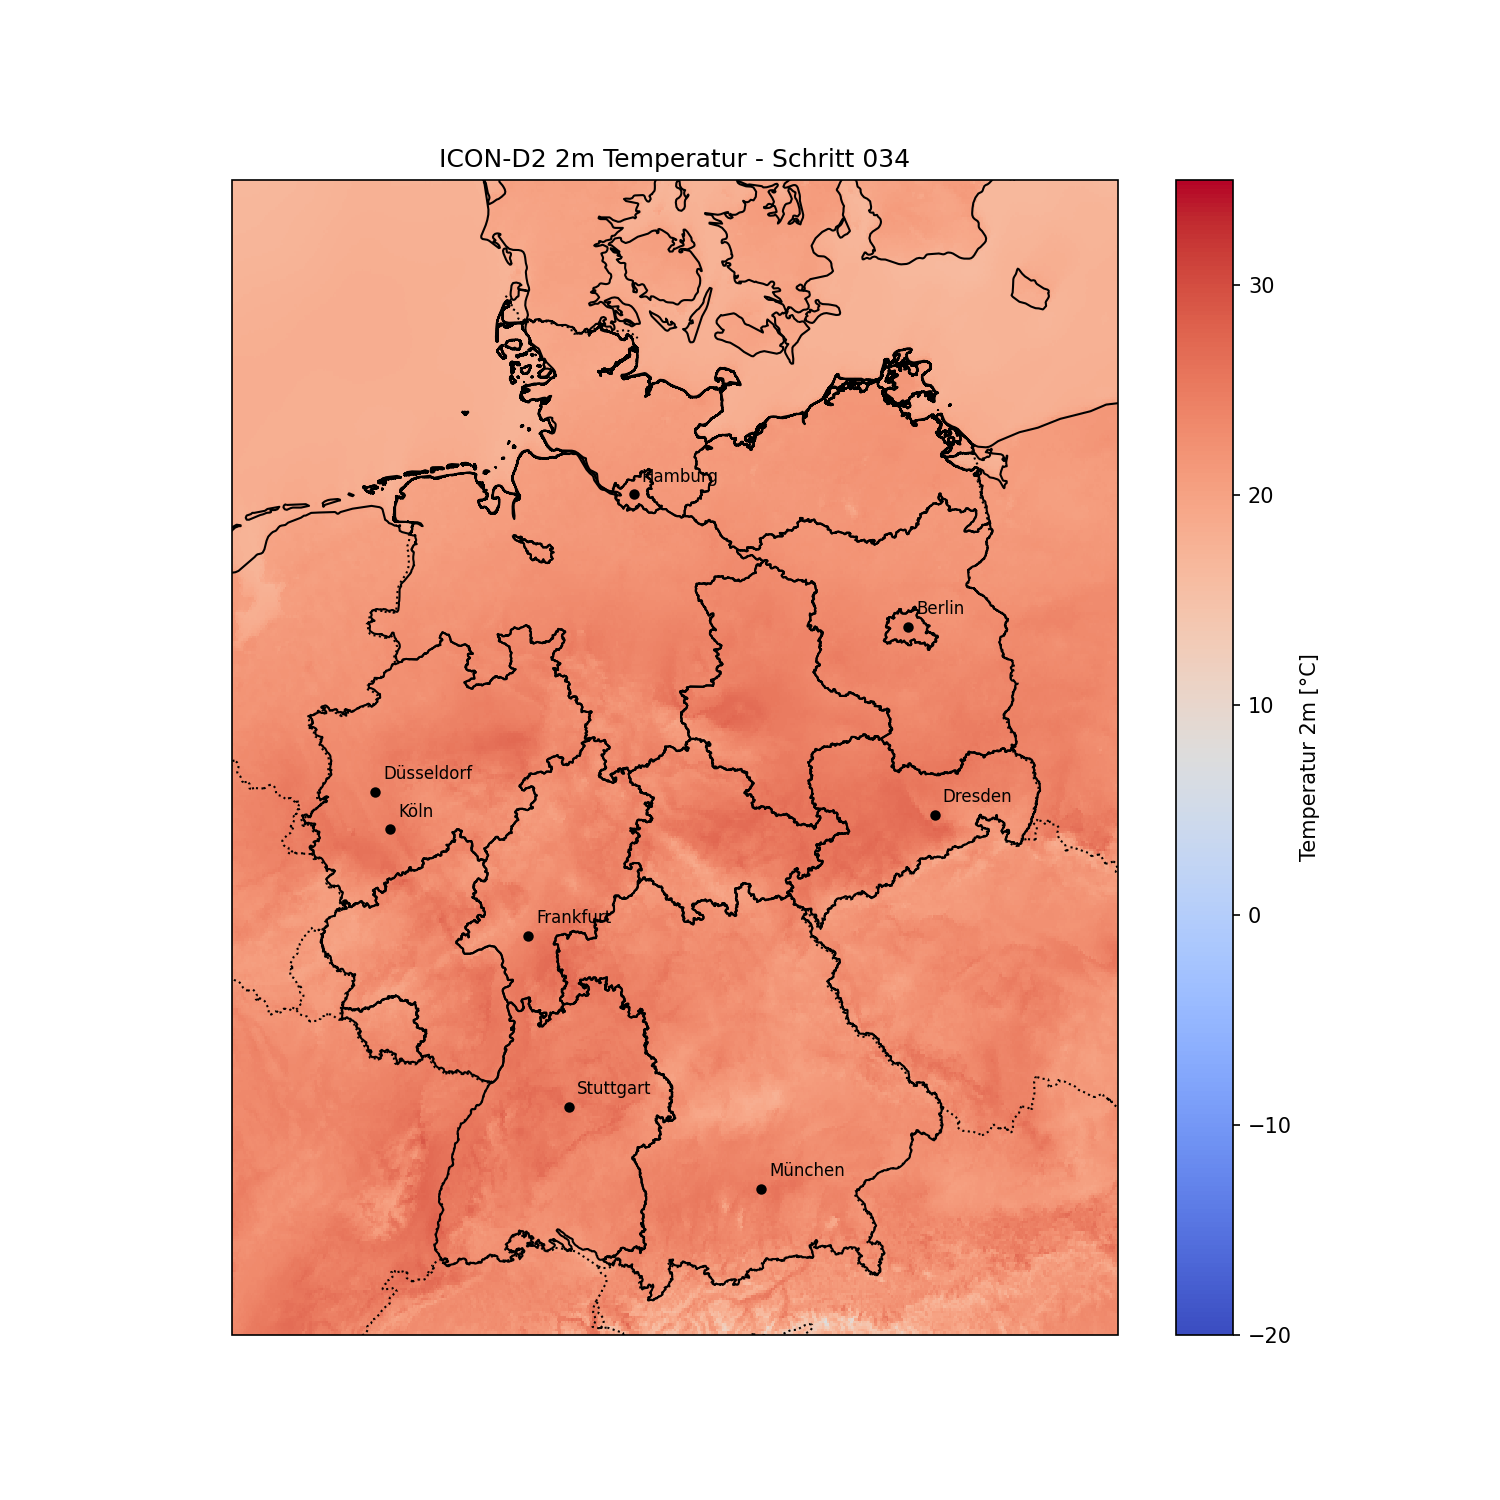 ICON-D2 2m Temperatur - Schritt 034
Hamburg
Berlin
Düsseldorf
Köln
Dresden
Frankfurt
Stuttgart
München
30
20
10
0
−10
−20
Temperatur 2m [°C]